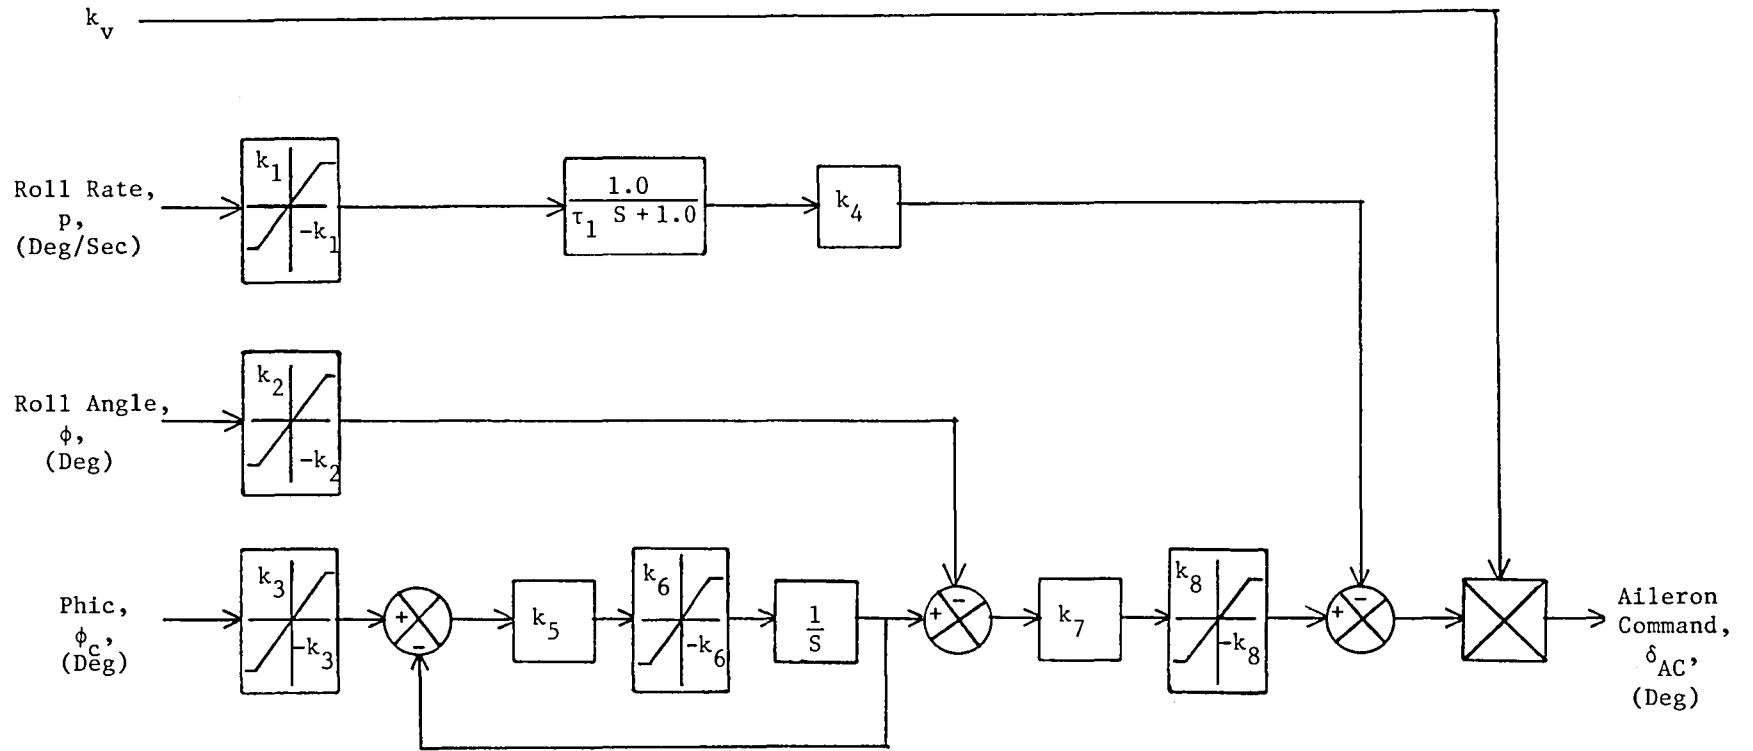 k_v
k_1
-k_1
Roll Rate,
p,
(Deg/Sec)
1.0
τ_1 S + 1.0
k_4
k_2
-k_2
Roll Angle,
φ,
(Deg)
-
k_3
-k_3
Phic,
φ_c,
(Deg)
+
-
k_5
k_6
-k_6
1
S
+
k_7
k_8
-k_8
+
-
Aileron
Command,
δ_AC,
(Deg)